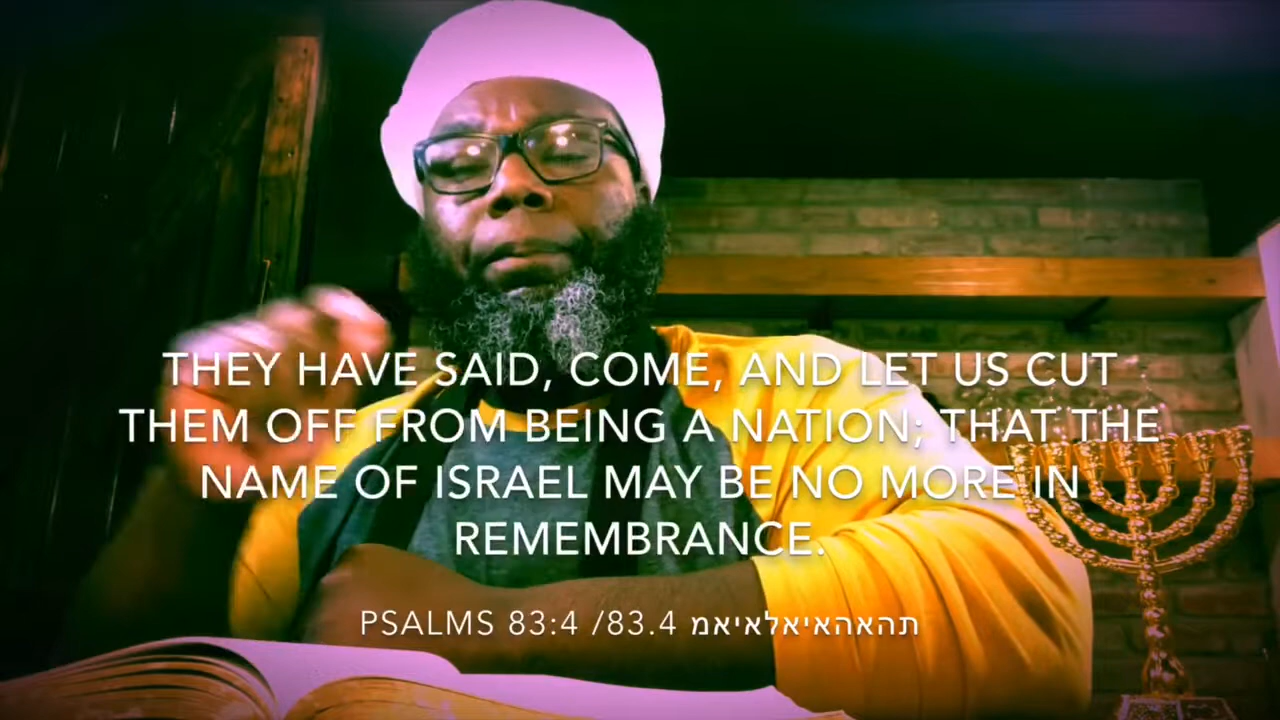 THEY HAVE SAID, COME, AND LET US CUT
THEM OFF FROM BEING A NATION; THAT THE
NAME OF ISRAEL MAY BE NO MORE IN
REMEMBRANCE.
PSALMS 83:4 /83.4 תהאהאיאלאיאמ